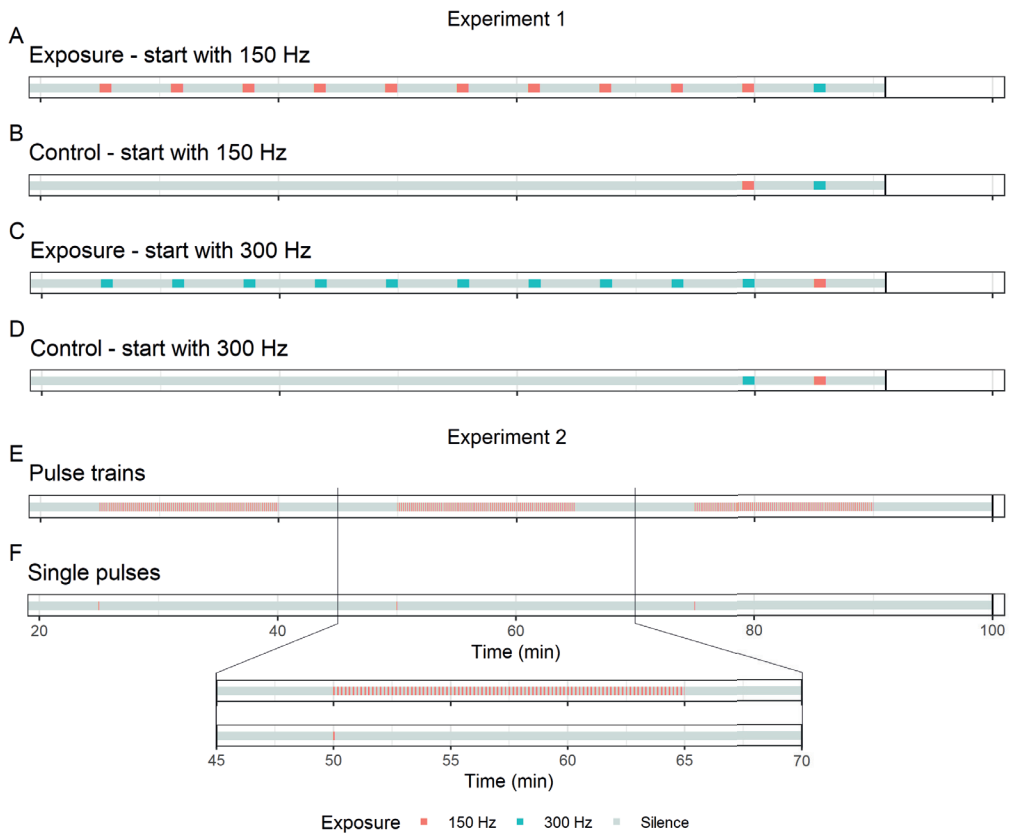 Experiment 1
A
Exposure - start with 150 Hz
B
Control - start with 150 Hz
C
Exposure - start with 300 Hz
D
Control - start with 300 Hz
Experiment 2
E
Pulse trains
F
Single pulses
20 40 60 80 100
Time (min)
45 50 55 60 65 70
Time (min)
Exposure 150 Hz 300 Hz Silence